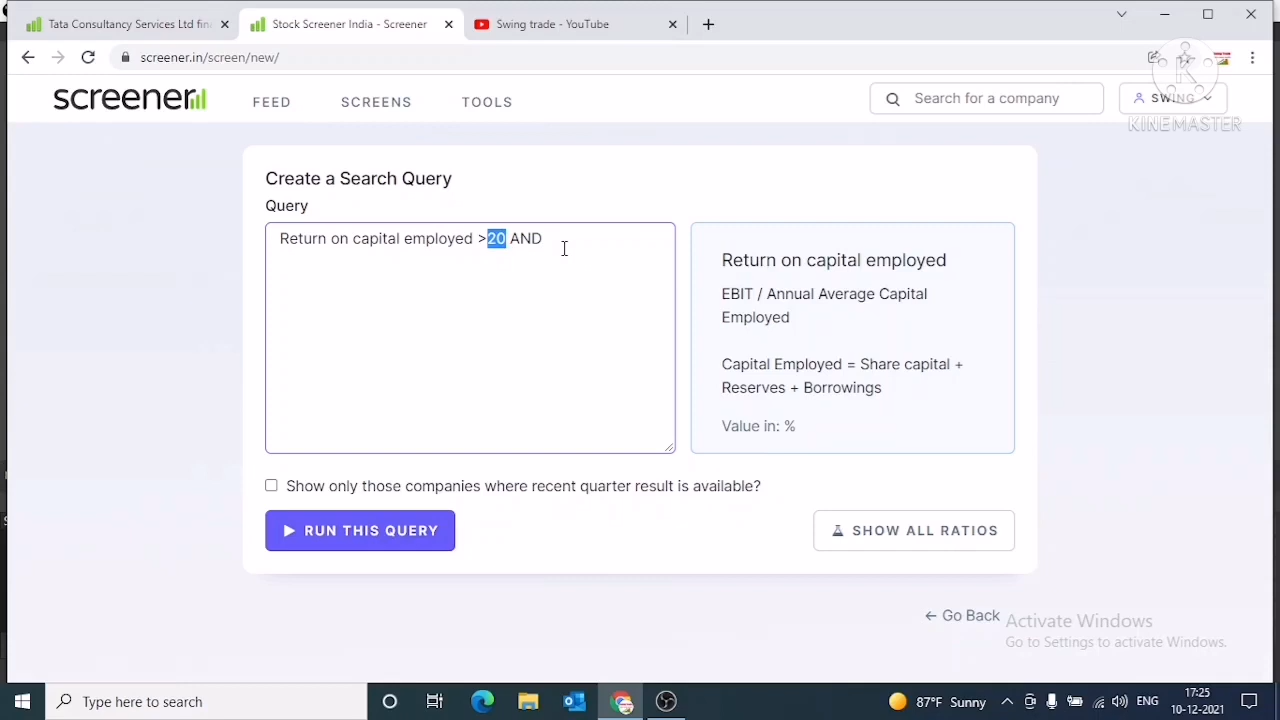 Tata Consultancy Services Ltd fin
Stock Screener India - Screener
Swing trade - YouTube
screener.in/screen/new/
screener
FEED
SCREENS
TOOLS
Search for a company
SWING
KINEMASTER
Create a Search Query
Query
Return on capital employed >20 AND
Return on capital employed
EBIT / Annual Average Capital
Employed
Capital Employed = Share capital +
Reserves + Borrowings
Value in: %
Show only those companies where recent quarter result is available?
RUN THIS QUERY
SHOW ALL RATIOS
← Go Back
Activate Windows
Go to Settings to activate Windows.
Type here to search
87°F Sunny
ENG
17:25
10-12-2021